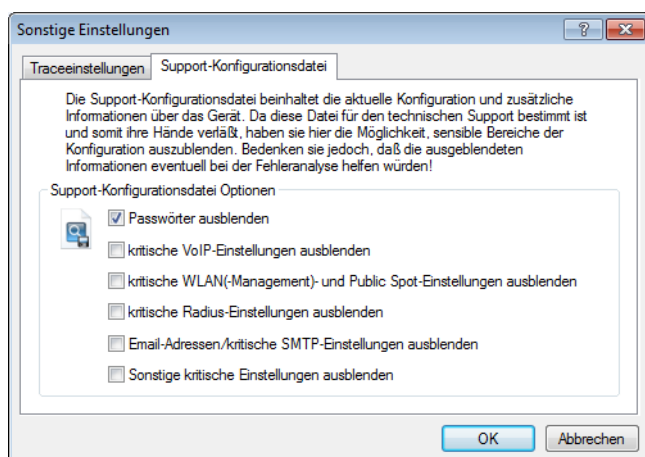 Sonstige Einstellungen
Traceeinstellungen Support-Konfigurationsdatei
Die Support-Konfigurationsdatei beinhaltet die aktuelle Konfiguration und zusätzliche
Informationen über das Gerät. Da diese Datei für den technischen Support bestimmt ist
und somit ihre Hände verläßt, haben sie hier die Möglichkeit, sensible Bereiche der
Konfiguration auszublenden. Bedenken sie jedoch, daß die ausgeblendeten
Informationen eventuell bei der Fehleranalyse helfen würden!
Support-Konfigurationsdatei Optionen
Passwörter ausblenden
kritische VoIP-Einstellungen ausblenden
kritische WLAN(-Management)- und Public Spot-Einstellungen ausblenden
kritische Radius-Einstellungen ausblenden
Email-Adressen/kritische SMTP-Einstellungen ausblenden
Sonstige kritische Einstellungen ausblenden
OK Abbrechen